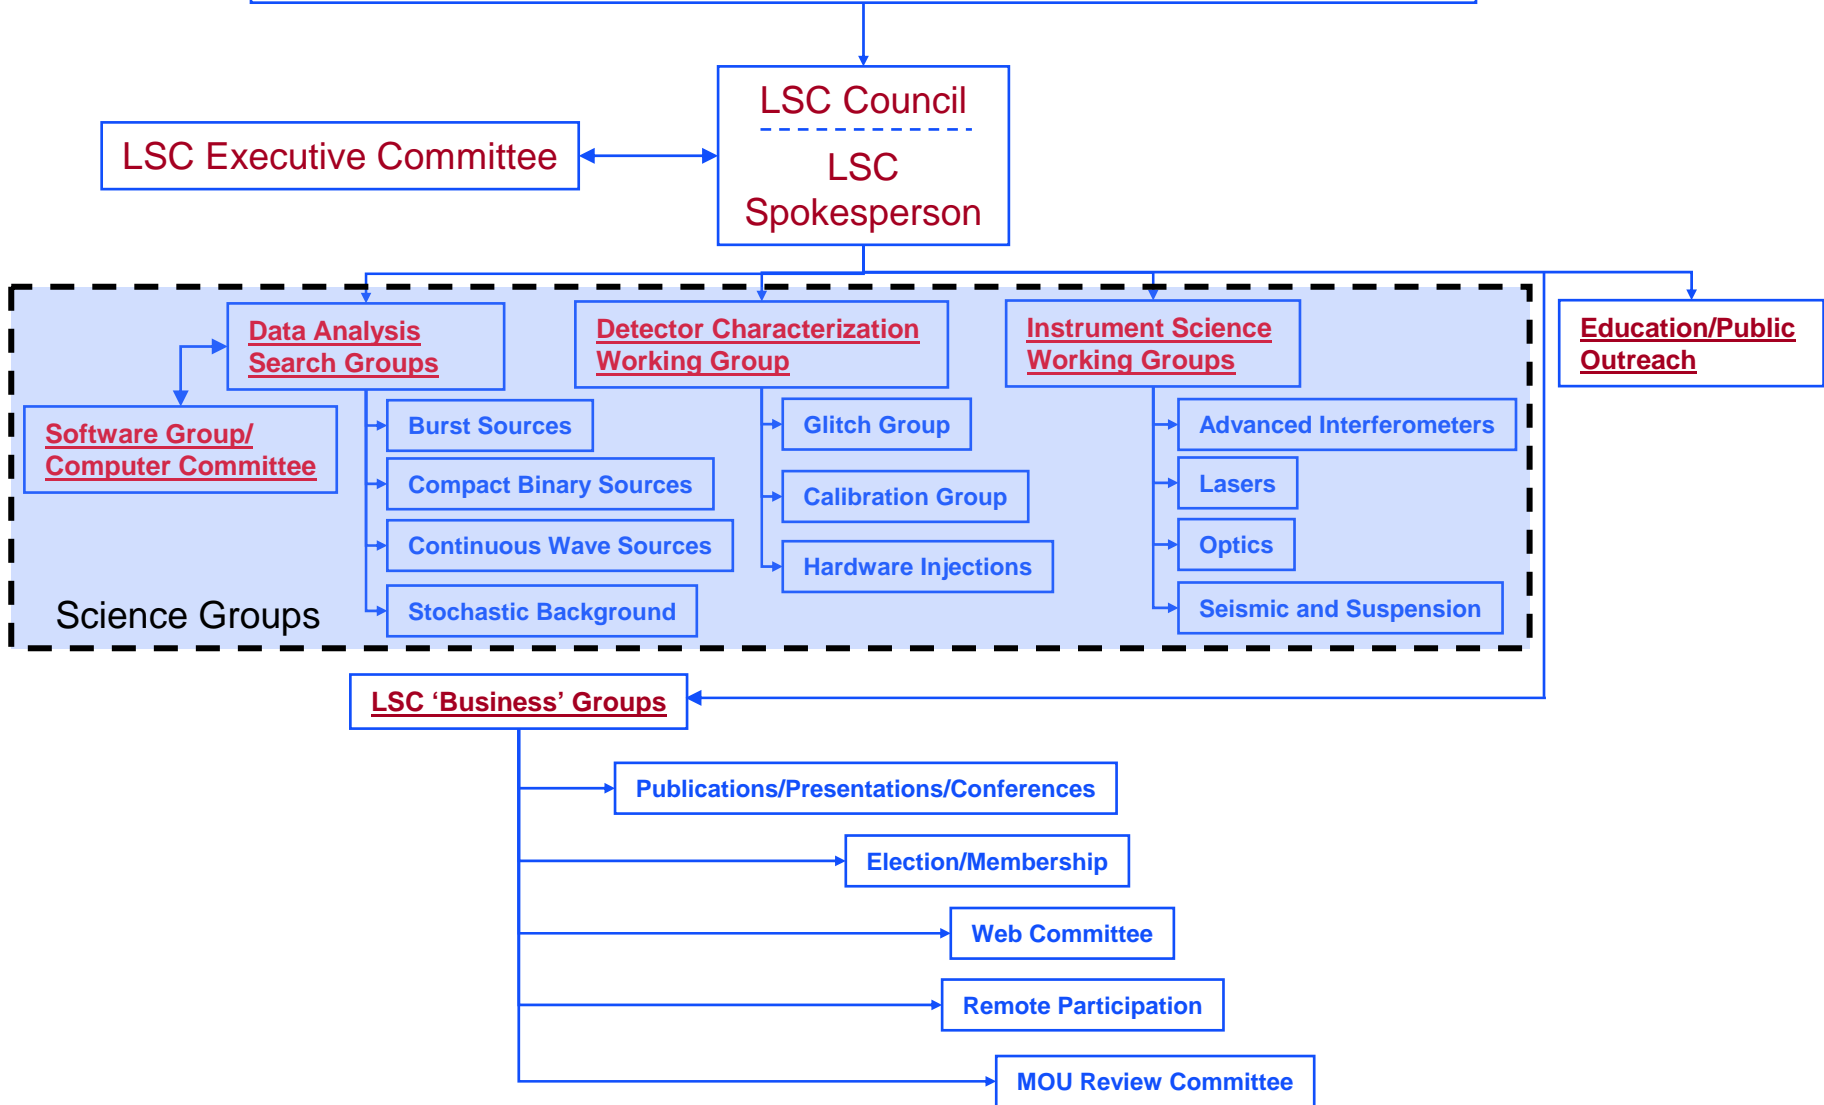 LSC Council
LSC Executive Committee
LSC
Spokesperson
Data Analysis
Search Groups
Detector Characterization
Working Group
Instrument Science
Working Groups
Education/Public
Outreach
Software Group/
Computer Committee
Burst Sources
Compact Binary Sources
Continuous Wave Sources
Stochastic Background
Glitch Group
Calibration Group
Hardware Injections
Advanced Interferometers
Lasers
Optics
Seismic and Suspension
Science Groups
LSC ‘Business’ Groups
Publications/Presentations/Conferences
Election/Membership
Web Committee
Remote Participation
MOU Review Committee